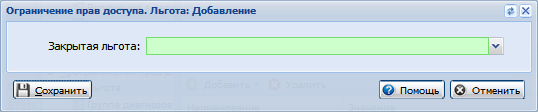 Ограничение прав доступа. Льгота: Добавление
Закрытая льгота:
Сохранить
Помощь
Отменить